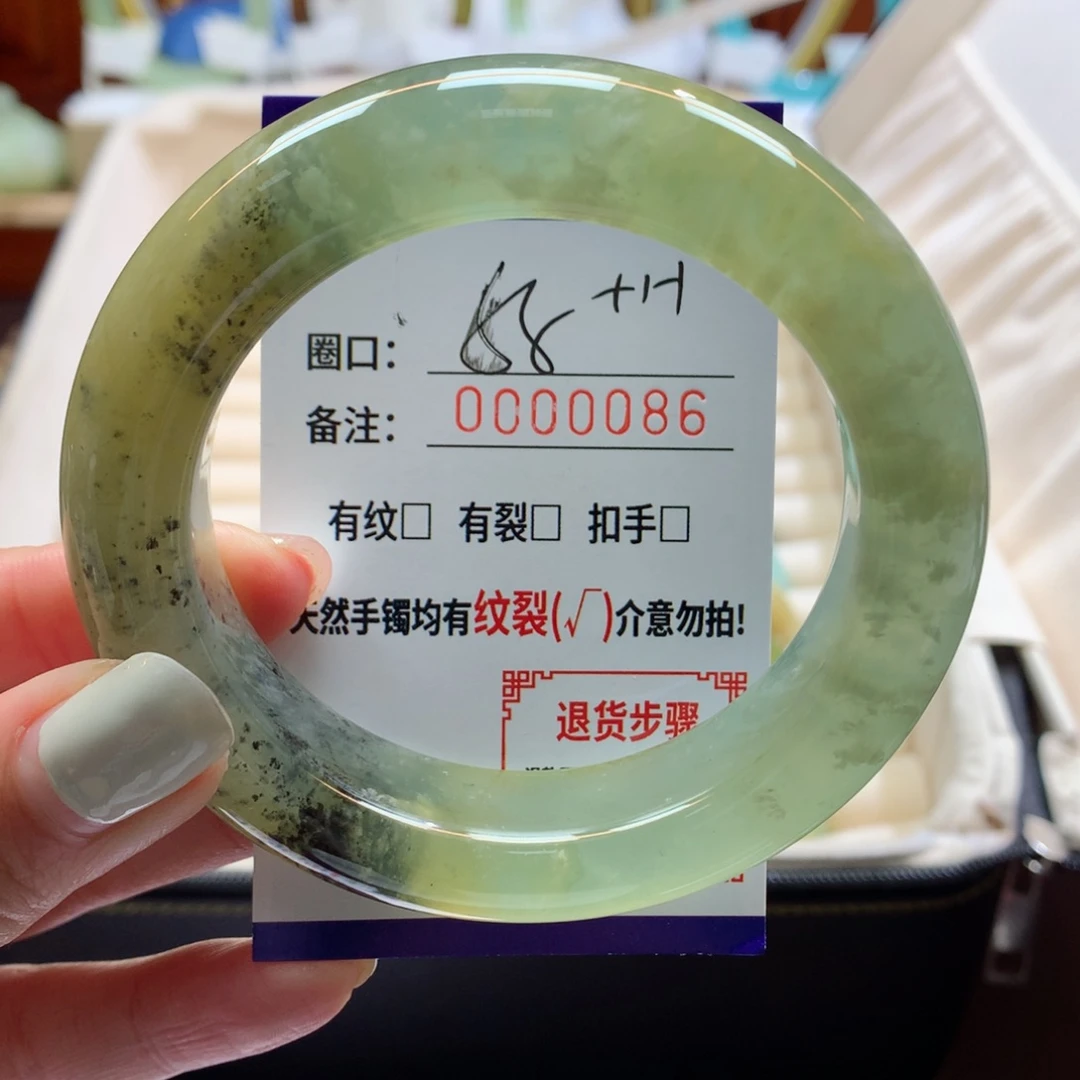 圈口： 58 +H
备注： 0000086
有纹□ 有裂□ 扣手□
天然手镯均有纹裂(√)介意勿拍！
退货步骤